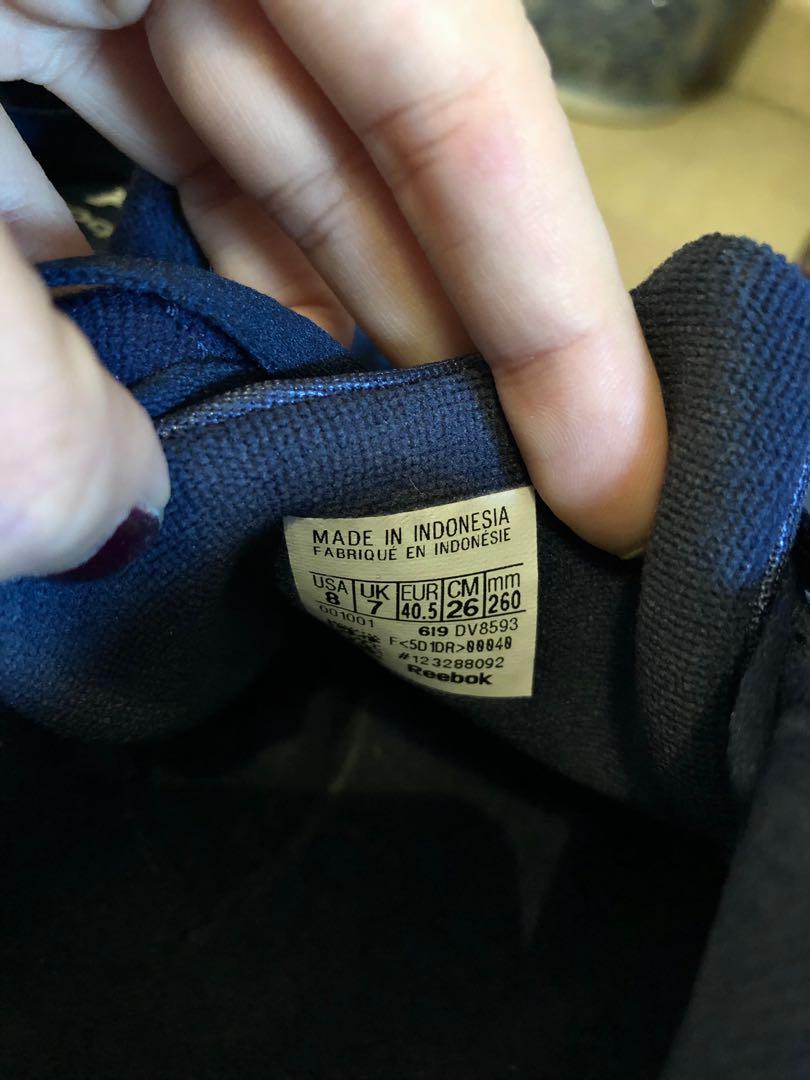 MADE IN INDONESIA
FABRIQUÉ EN INDONÉSIE
USA UK EUR CM mm
8 7 40.5 26 260
001001 619 DV8593
F<5D1DR>00040
#123288092
Reebok